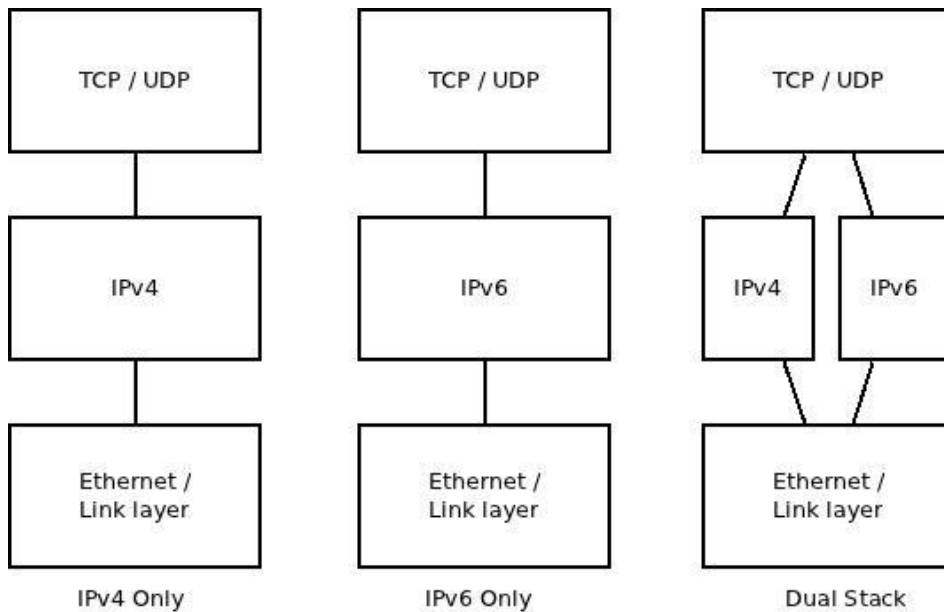 TCP / UDP
TCP / UDP
TCP / UDP
IPv4
IPv6
IPv4
IPv6
Ethernet /
Link layer
Ethernet /
Link layer
Ethernet /
Link layer
IPv4 Only
IPv6 Only
Dual Stack